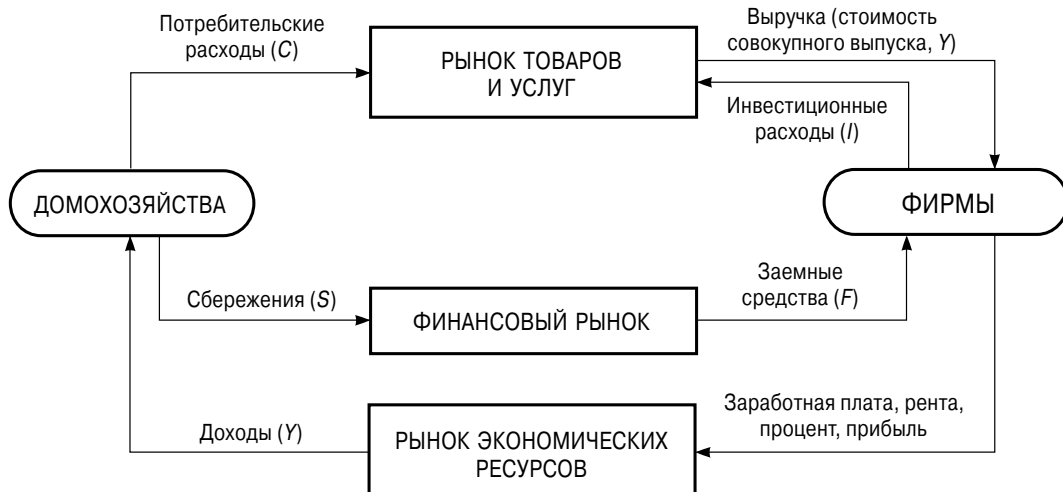 Потребительские
расходы (C)
РЫНОК ТОВАРОВ
И УСЛУГ
Выручка (стоимость
совокупного выпуска, Y)
Инвестиционные
расходы (I)
ДОМОХОЗЯЙСТВА
ФИРМЫ
Сбережения (S)
ФИНАНСОВЫЙ РЫНОК
Заемные
средства (F)
Доходы (Y)
РЫНОК ЭКОНОМИЧЕСКИХ
РЕСУРСОВ
Заработная плата, рента,
процент, прибыль